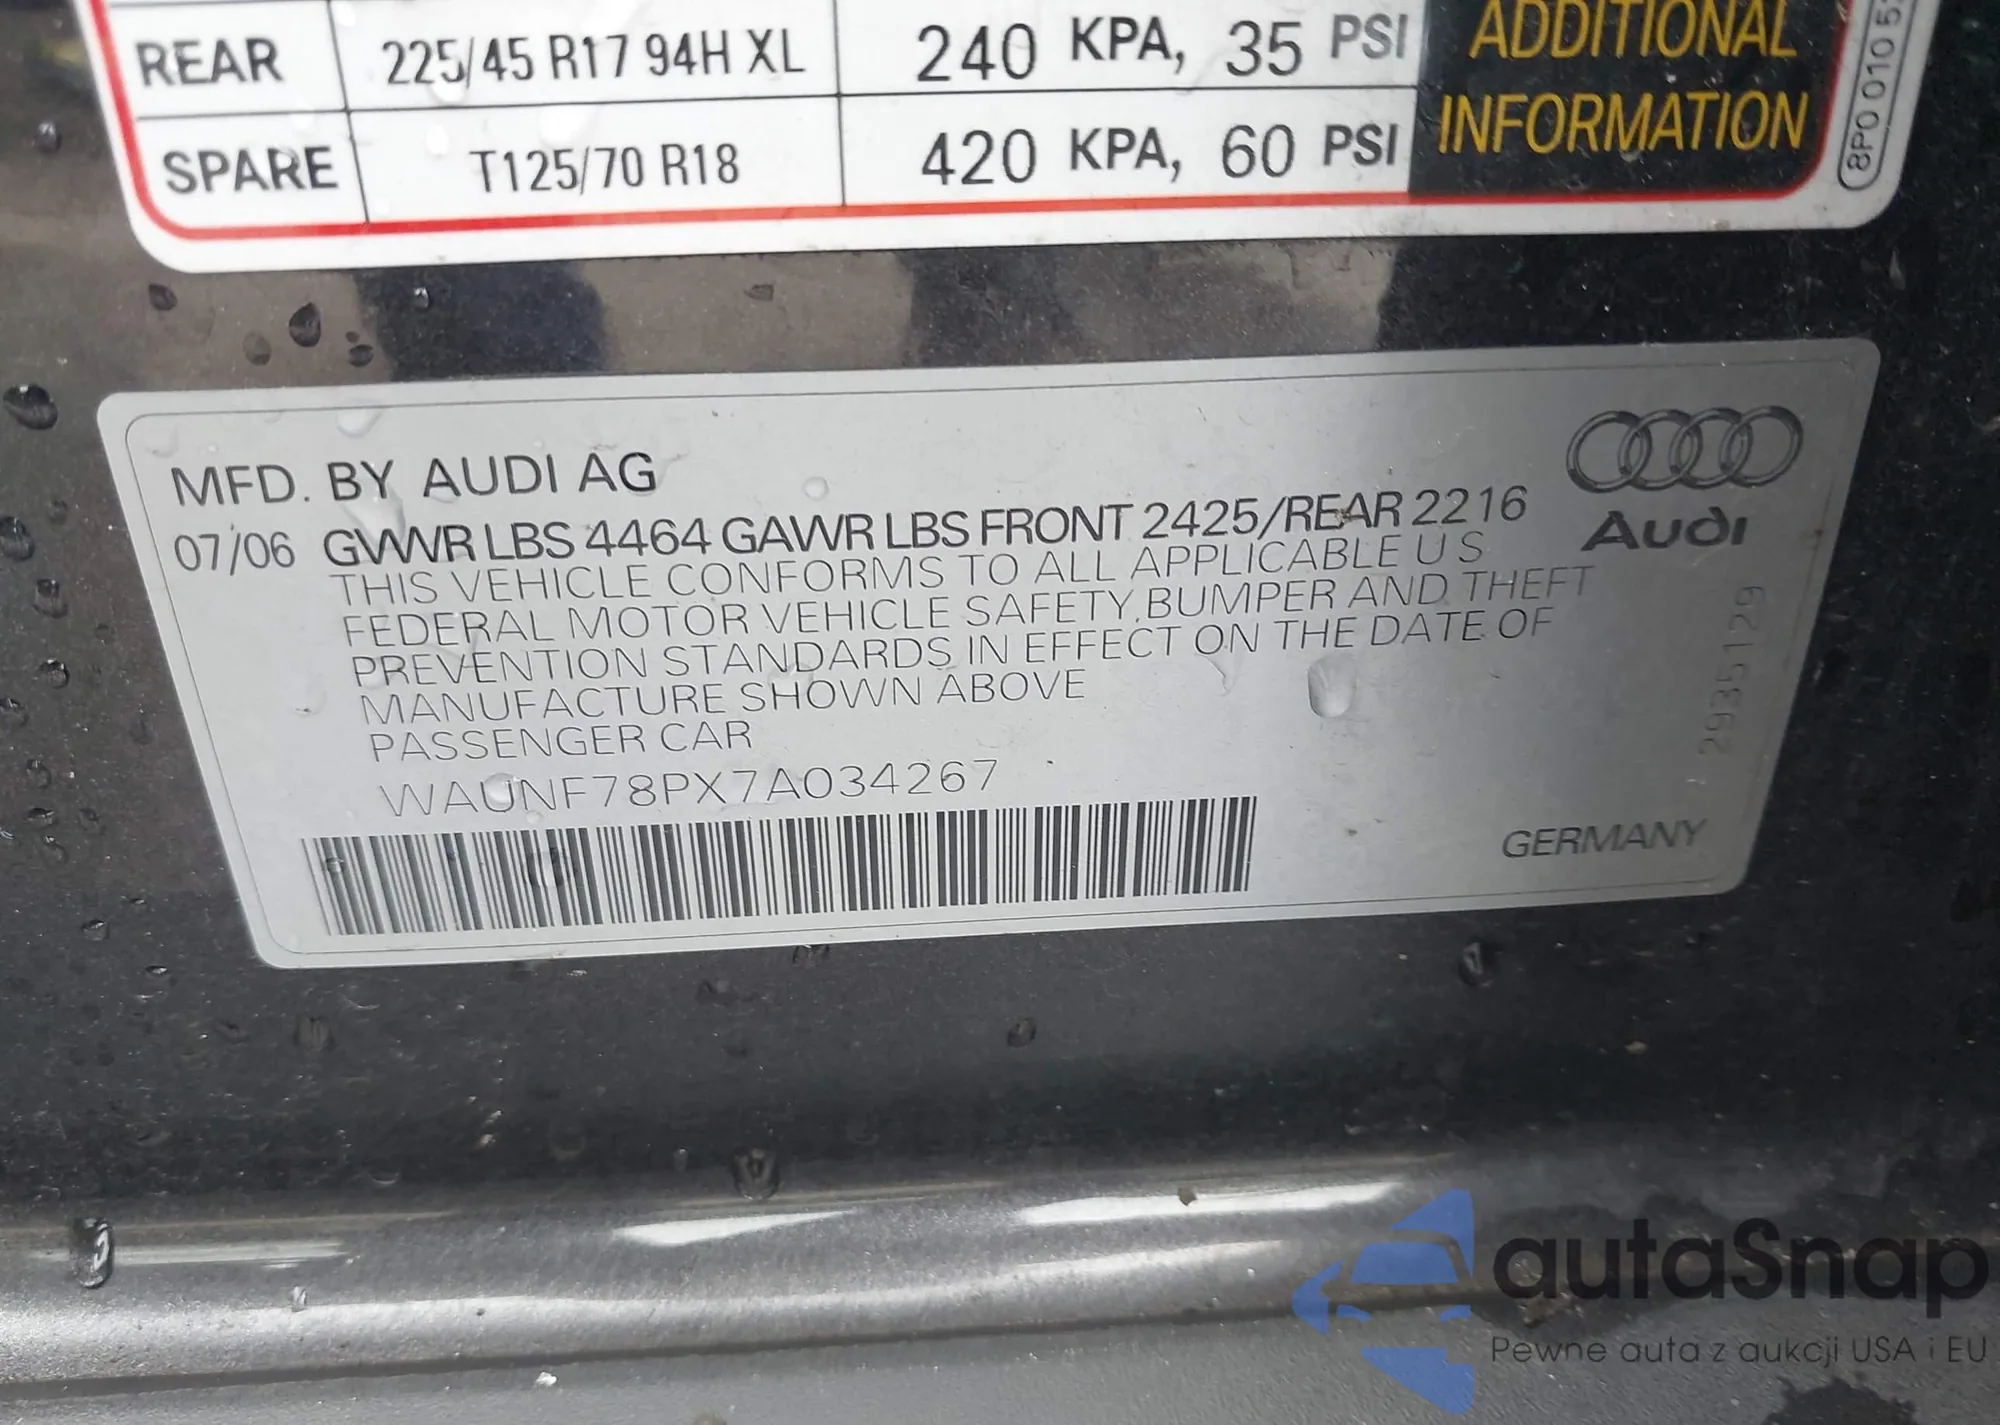 REAR 225/45 R17 94H XL 240 KPA, 35 PSI
SPARE T125/70 R18 420 KPA, 60 PSI
ADDITIONAL
INFORMATION
8P0 010 5
MFD. BY AUDI AG
07/06 GVWR LBS 4464 GAWR LBS FRONT 2425/REAR 2216
THIS VEHICLE CONFORMS TO ALL APPLICABLE U S
FEDERAL MOTOR VEHICLE SAFETY, BUMPER AND THEFT
PREVENTION STANDARDS IN EFFECT ON THE DATE OF
MANUFACTURE SHOWN ABOVE
PASSENGER CAR
WAUNF78PX7A034267
Audi
2935129
GERMANY
autaSnap
Pewne auta z aukcji USA i EU